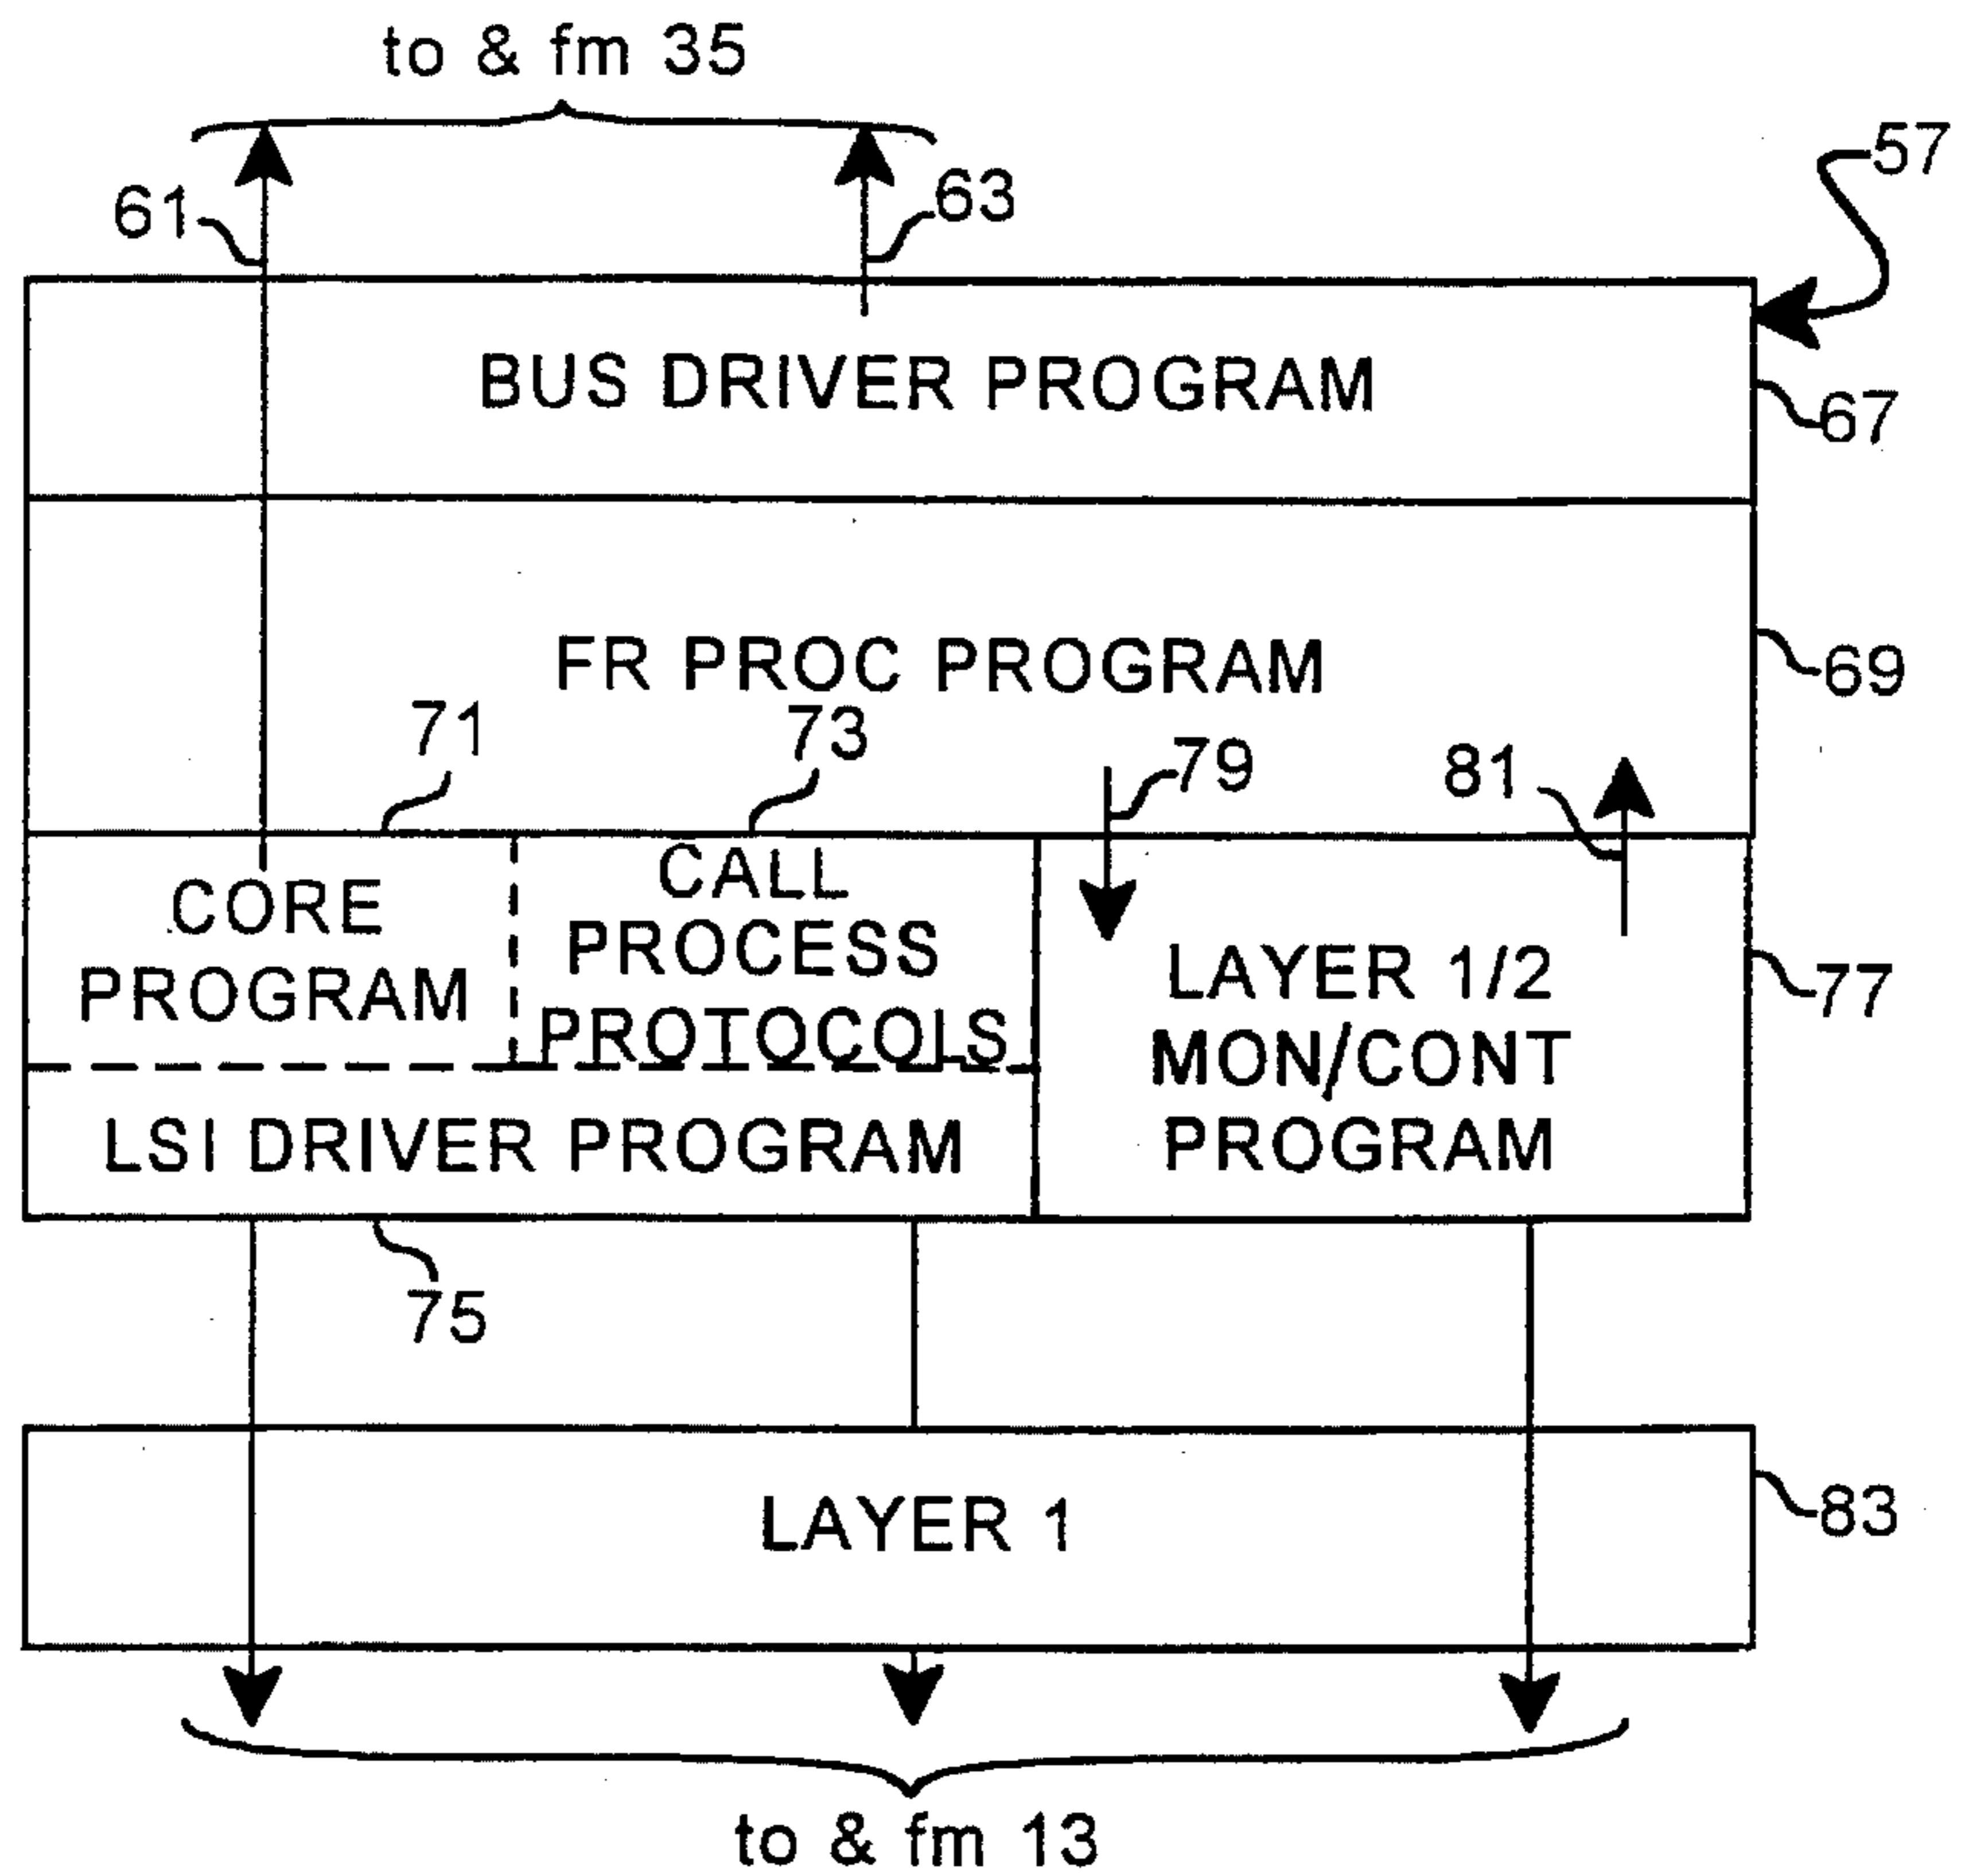 to & fm 35
57
61
63
BUS DRIVER PROGRAM
67
FR PROC PROGRAM
69
71
73
79
81
CORE
PROGRAM
CALL
PROCESS
PROTOCOLS
LAYER 1/2
MON/CONT
PROGRAM
77
LSI DRIVER PROGRAM
75
LAYER 1
83
to & fm 13